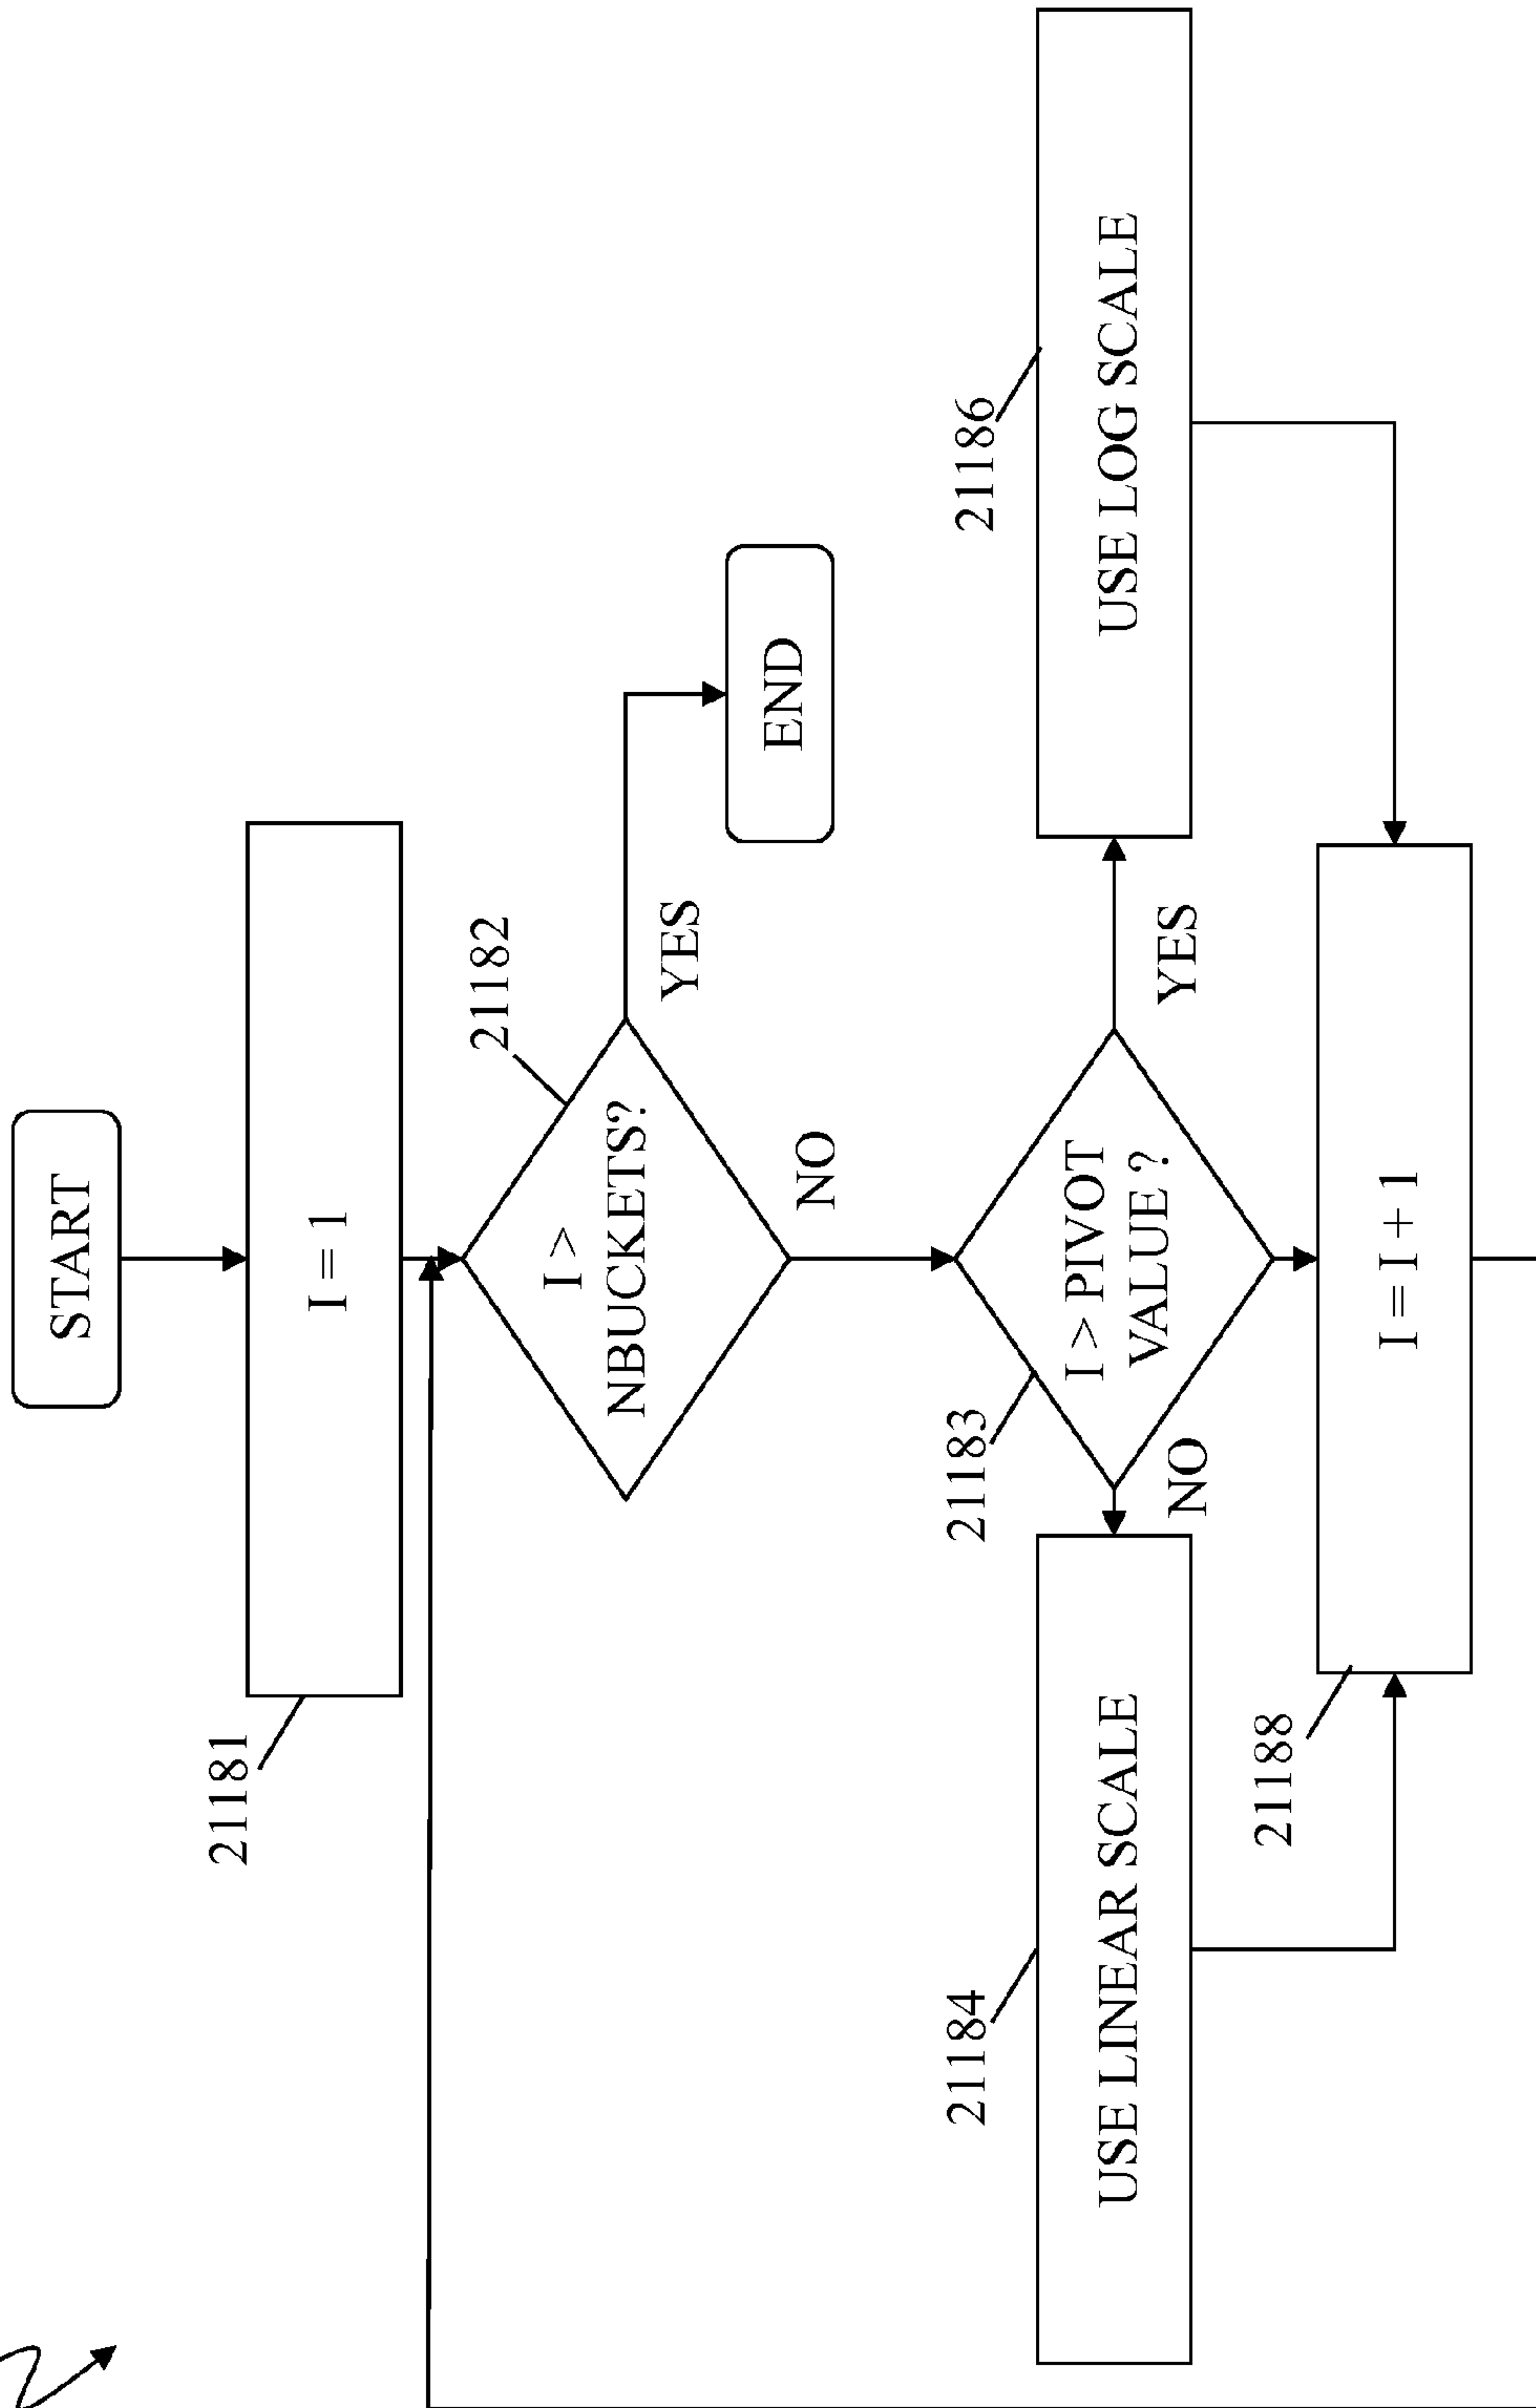 START
21181
I = 1
21182
I >
NBUCKETS?
YES
END
NO
21183
I > PIVOT
VALUE ?
YES
NO
21184
USE LINEAR SCALE
21186
USE LOG SCALE
21188
I = I + 1